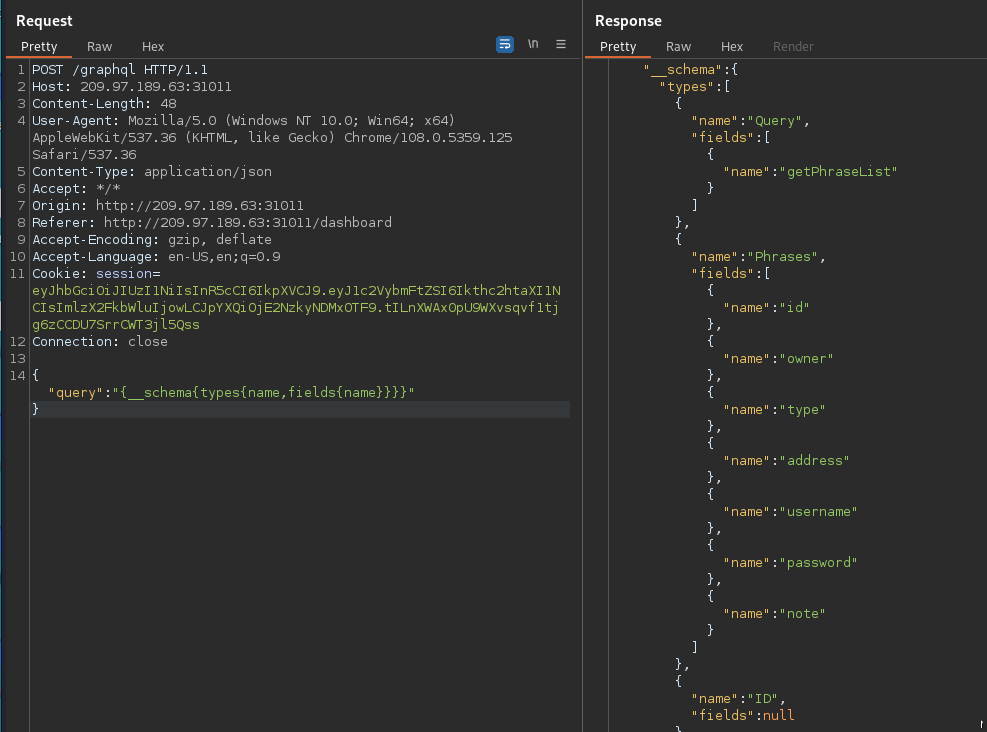 Request
Pretty Raw Hex \n
1 POST /graphql HTTP/1.1
2 Host: 209.97.189.63:31011
3 Content-Length: 48
4 User-Agent: Mozilla/5.0 (Windows NT 10.0; Win64; x64)
AppleWebKit/537.36 (KHTML, like Gecko) Chrome/108.0.5359.125
Safari/537.36
5 Content-Type: application/json
6 Accept: */*
7 Origin: http://209.97.189.63:31011
8 Referer: http://209.97.189.63:31011/dashboard
9 Accept-Encoding: gzip, deflate
10 Accept-Language: en-US,en;q=0.9
11 Cookie: session=
eyJhbGciOiJIUzI1NiIsInR5cCI6IkpXVCJ9.eyJ1c2VybmFtZSI6Ikthc2htaXI1N
CIsImlzX2FkbWluIjowLCJpYXQiOjE2NzkyNDMxOTF9.tILnXWAxOpU9WXvsqvf1tj
g6zCCDU7SrrCWT3jl5Qss
12 Connection: close
13
14 {
"query":"{__schema{types{name,fields{name}}}}"
}
Response
Pretty Raw Hex Render
"__schema":{
"types":[
{
"name":"Query",
"fields":[
{
"name":"getPhraseList"
}
]
},
{
"name":"Phrases",
"fields":[
{
"name":"id"
},
{
"name":"owner"
},
{
"name":"type"
},
{
"name":"address"
},
{
"name":"username"
},
{
"name":"password"
},
{
"name":"note"
}
]
},
{
"name":"ID",
"fields":null
}